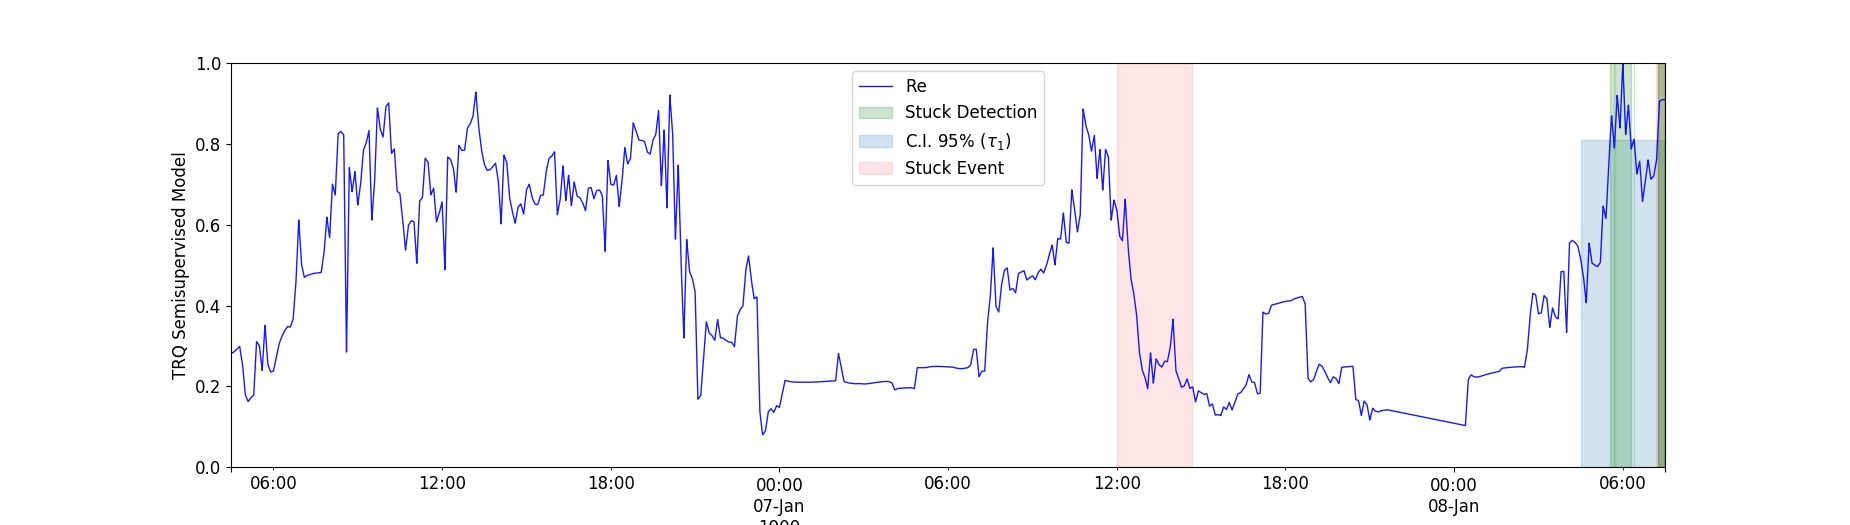 TRQ Semisupervised Model
1.0
0.8
0.6
0.4
0.2
0.0
Re
Stuck Detection
C.I. 95% (τ₁)
Stuck Event
06:00 12:00 18:00 00:00 06:00 12:00 18:00 00:00 06:00
07-Jan 08-Jan
1900